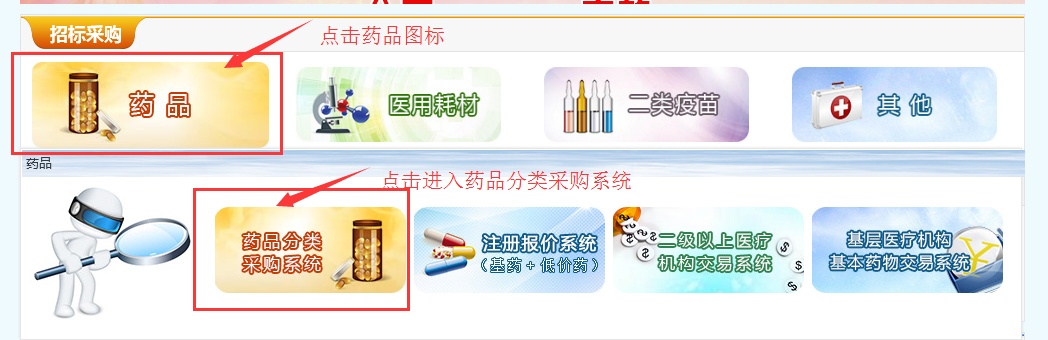 招标采购
点击药品图标
药品
医用耗材
二类疫苗
其他
药品
点击进入药品分类采购系统
药品分类
采购系统
注册报价系统
（基药+低价药）
二级以上医疗
机构交易系统
基层医疗机构
基本药物交易系统